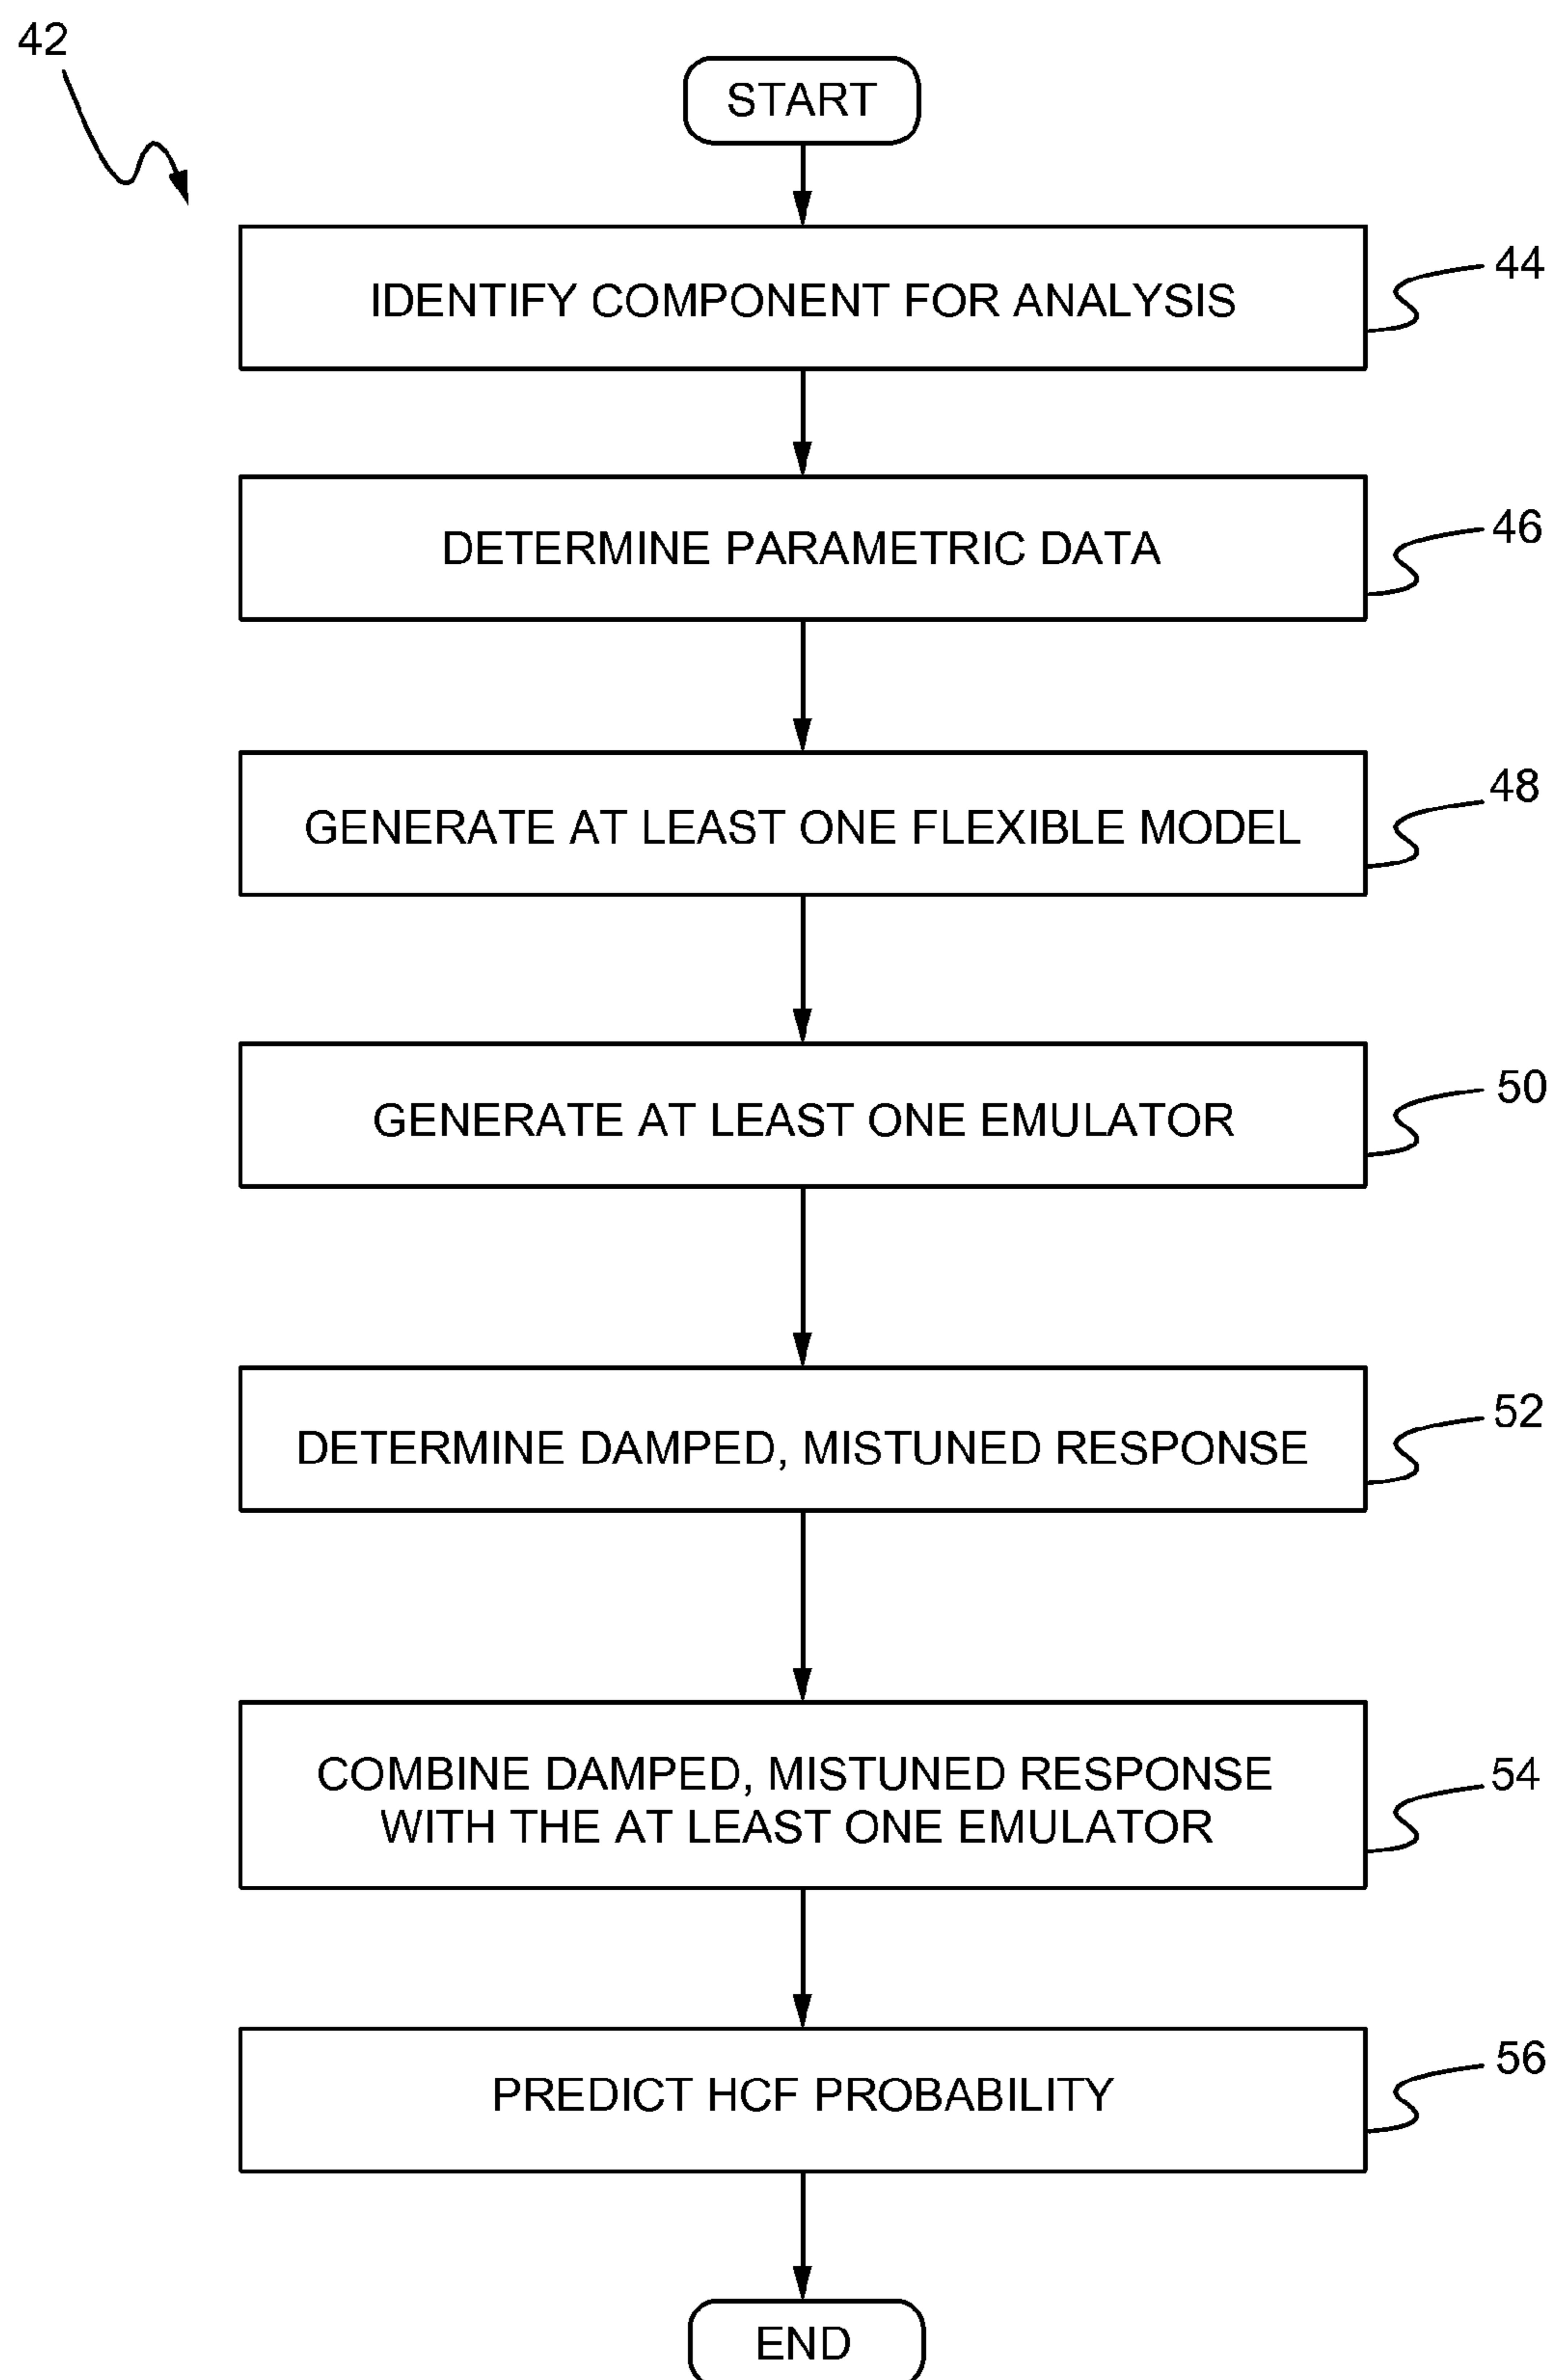 42
START
IDENTIFY COMPONENT FOR ANALYSIS
44
DETERMINE PARAMETRIC DATA
46
GENERATE AT LEAST ONE FLEXIBLE MODEL
48
GENERATE AT LEAST ONE EMULATOR
50
DETERMINE DAMPED, MISTUNED RESPONSE
52
COMBINE DAMPED, MISTUNED RESPONSE
WITH THE AT LEAST ONE EMULATOR
54
PREDICT HCF PROBABILITY
56
END